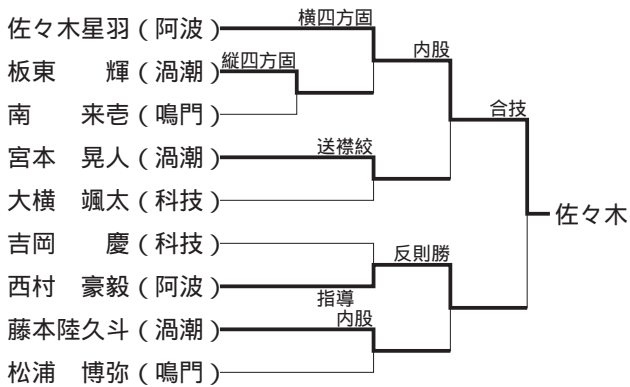 佐々木星羽(阿波)
横四方固
内股
板東　　輝(渦潮)
縦四方固
南　　来壱(鳴門)
合技
宮本　晃人(渦潮)
送襟絞
大横　颯太(科技)
佐々木
吉岡　　慶(科技)
反則勝
西村　豪毅(阿波)
指導
内股
藤本陸久斗(渦潮)
松浦　博弥(鳴門)